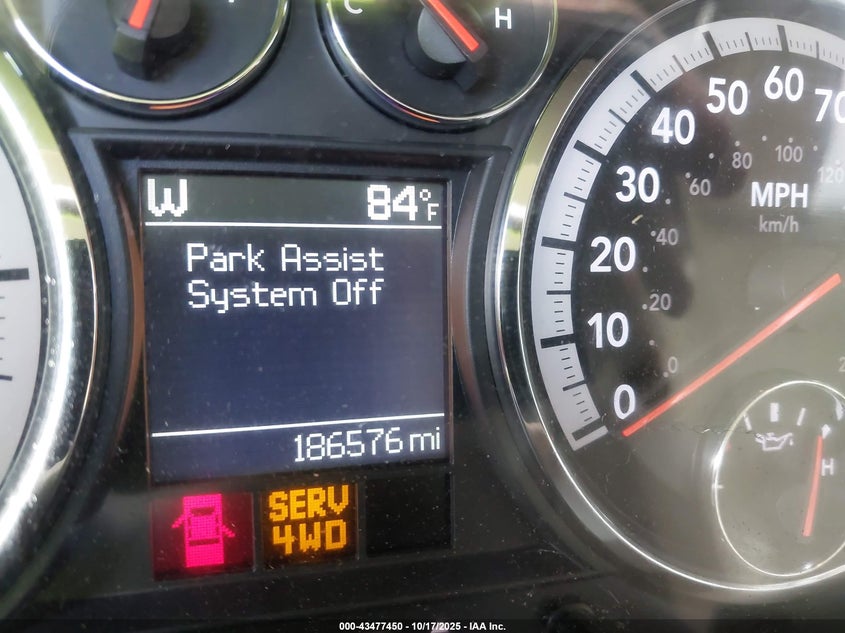 C
H
W 84°F
Park Assist
System Off
186576 mi
SERV
4WD
0 10 20 30 40 50 60 70
0 20 40 60 80 100 120
MPH
km/h
H
000-43477450 - 10/17/2025 - IAA Inc.